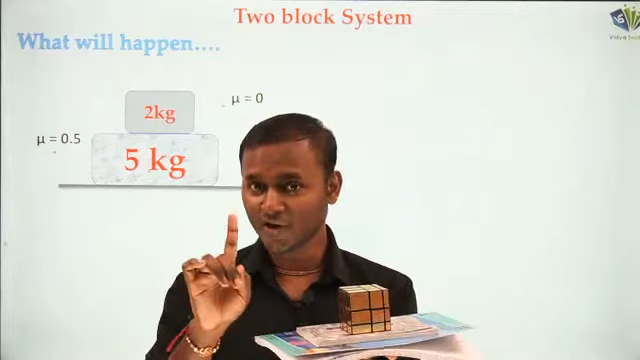 Two block System
What will happen....
2kg
μ = 0
μ = 0.5
5 kg